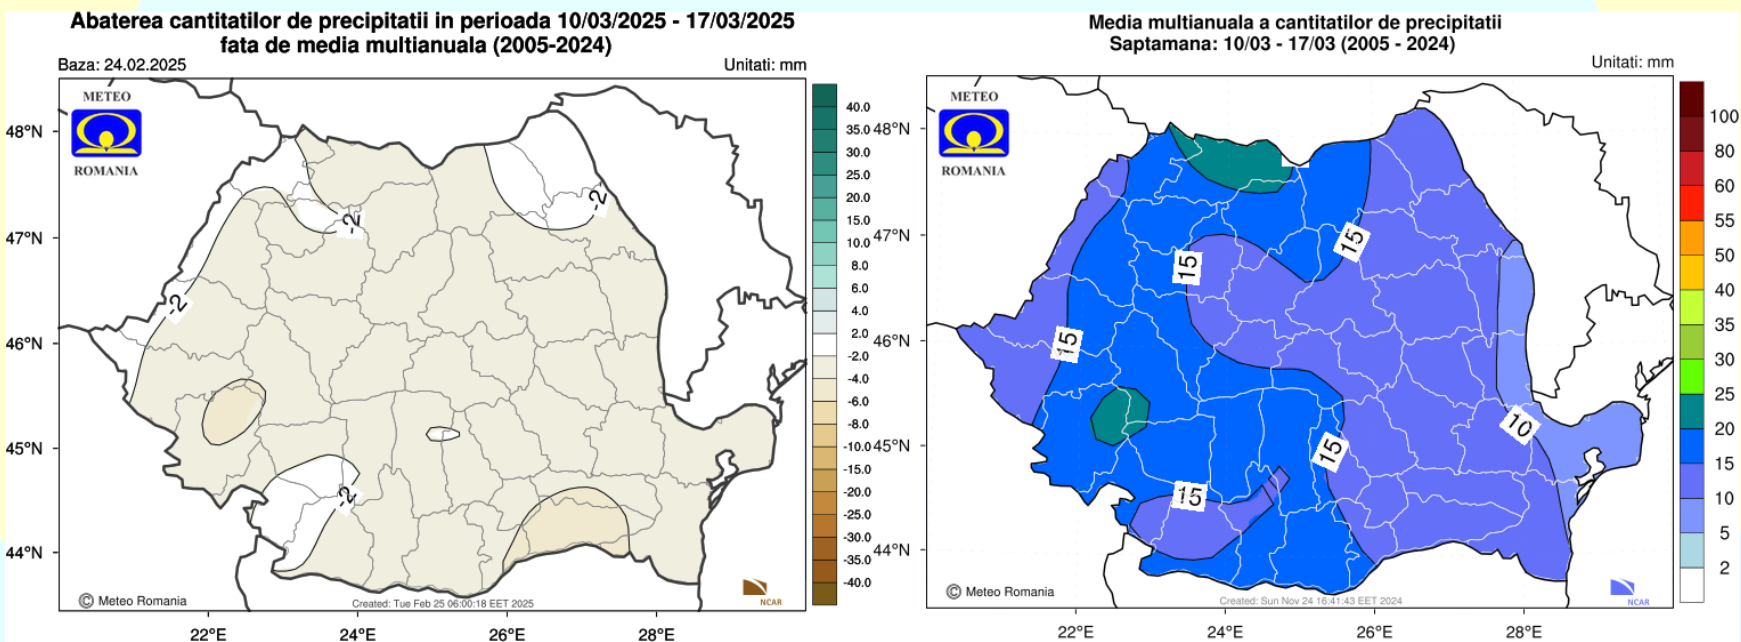 Abaterea cantitatilor de precipitatii in perioada 10/03/2025 - 17/03/2025
fata de media multianuala (2005-2024)
Baza: 24.02.2025
Unitati: mm
METEO
ROMANIA
48°N
47°N
46°N
45°N
44°N
22°E
24°E
26°E
28°E
-2
-2
-2
-2
40.0
35.0
30.0
25.0
20.0
15.0
10.0
8.0
6.0
4.0
2.0
-2.0
-4.0
-6.0
-8.0
-10.0
-15.0
-20.0
-25.0
-30.0
-35.0
-40.0
© Meteo Romania
Created: Tue Feb 25 06:00:18 EET 2025
NCAR
Media multianuala a cantitatilor de precipitatii
Saptamana: 10/03 - 17/03 (2005 - 2024)
Unitati: mm
METEO
ROMANIA
48°N
47°N
46°N
45°N
44°N
22°E
24°E
26°E
28°E
15
15
15
10
15
15
100
80
60
55
50
40
35
30
25
20
15
10
5
2
© Meteo Romania
Created: Sun Nov 24 16:41:43 EET 2024
NCAR